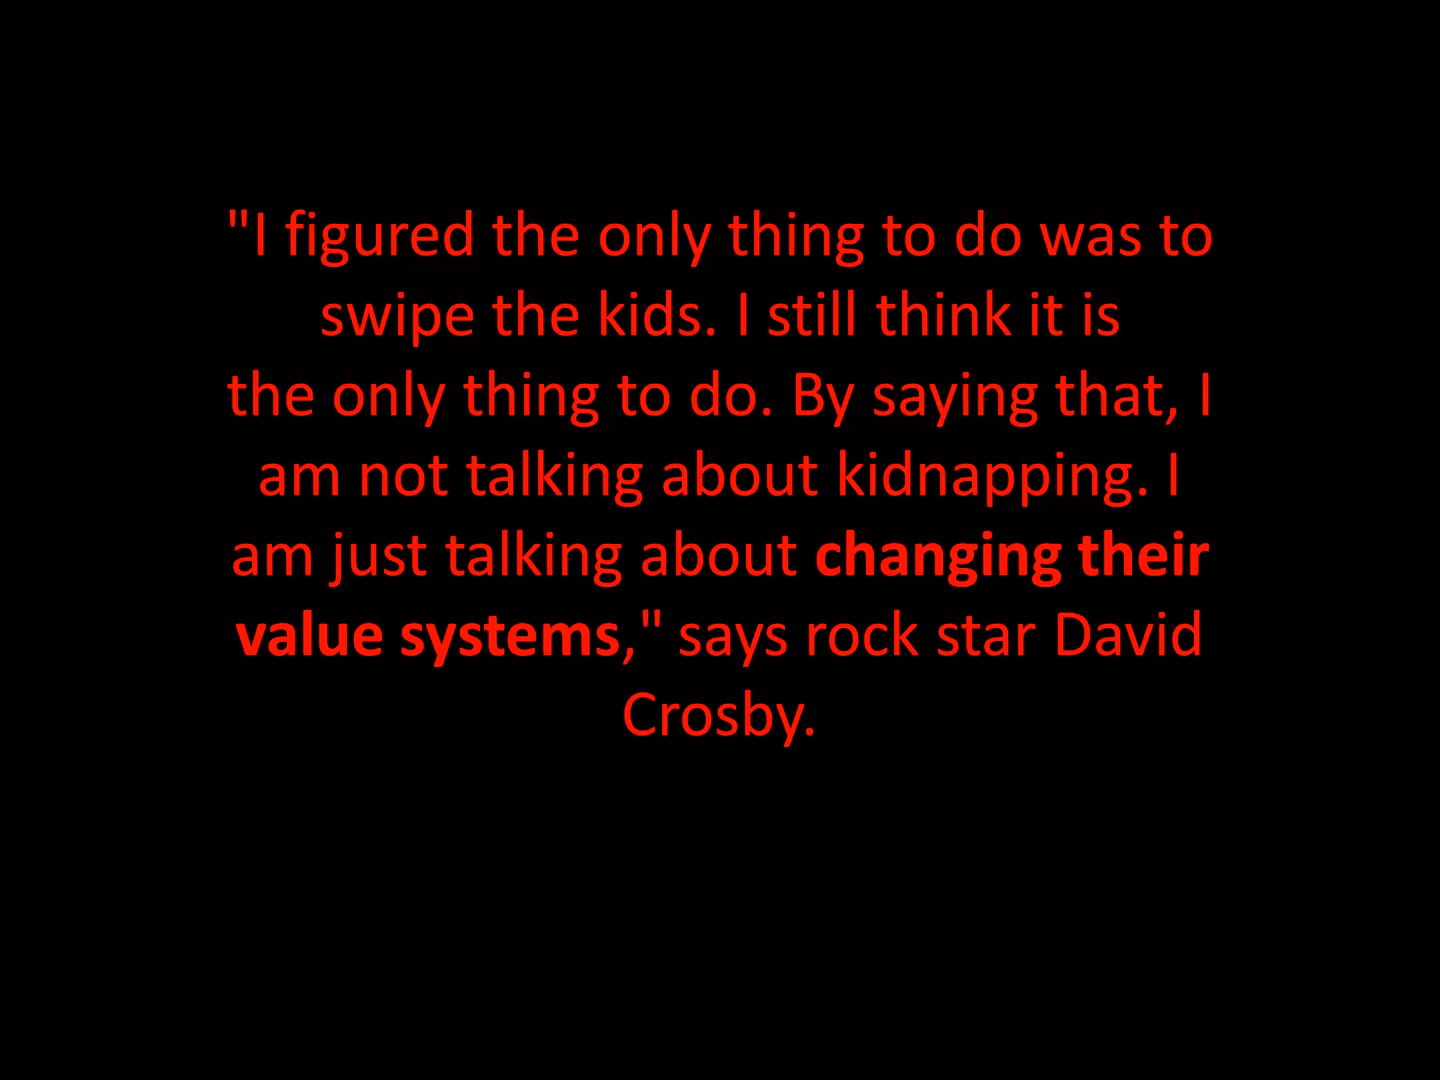 "I figured the only thing to do was to
swipe the kids. I still think it is
the only thing to do. By saying that, I
am not talking about kidnapping. I
am just talking about changing their
value systems," says rock star David
Crosby.